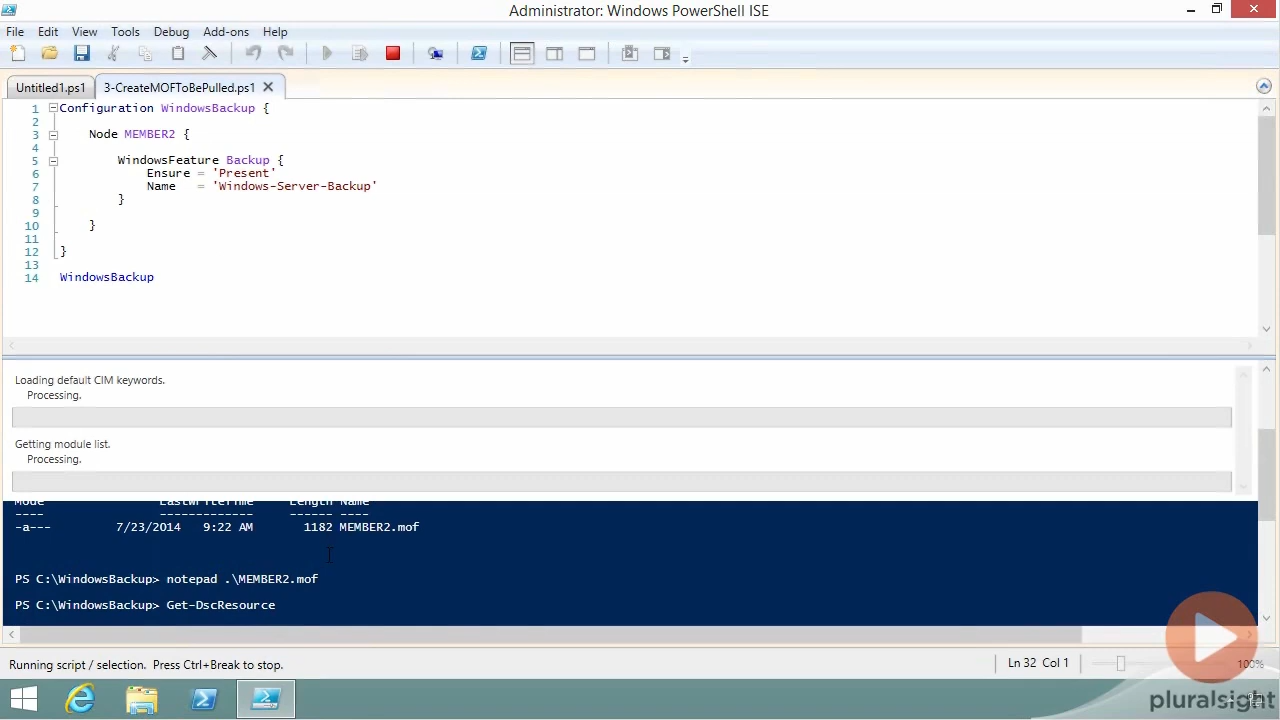 Administrator: Windows PowerShell ISE
File Edit View Tools Debug Add-ons Help
Untitled1.ps1 3-CreateMOFToBePulled.ps1
1 Configuration WindowsBackup {
2
3 Node MEMBER2 {
4
5 WindowsFeature Backup {
6 Ensure = 'Present'
7 Name = 'Windows-Server-Backup'
8 }
9
10 }
11
12 }
13
14 WindowsBackup
Loading default CIM keywords.
Processing.
Getting module list.
Processing.
Mode LastWriteTime Length Name
---- ------------- ------ ----
-a--- 7/23/2014 9:22 AM 1182 MEMBER2.mof
PS C:\WindowsBackup> notepad .\MEMBER2.mof
PS C:\WindowsBackup> Get-DscResource
Running script / selection. Press Ctrl+Break to stop.
Ln 32 Col 1
100%
pluralsight